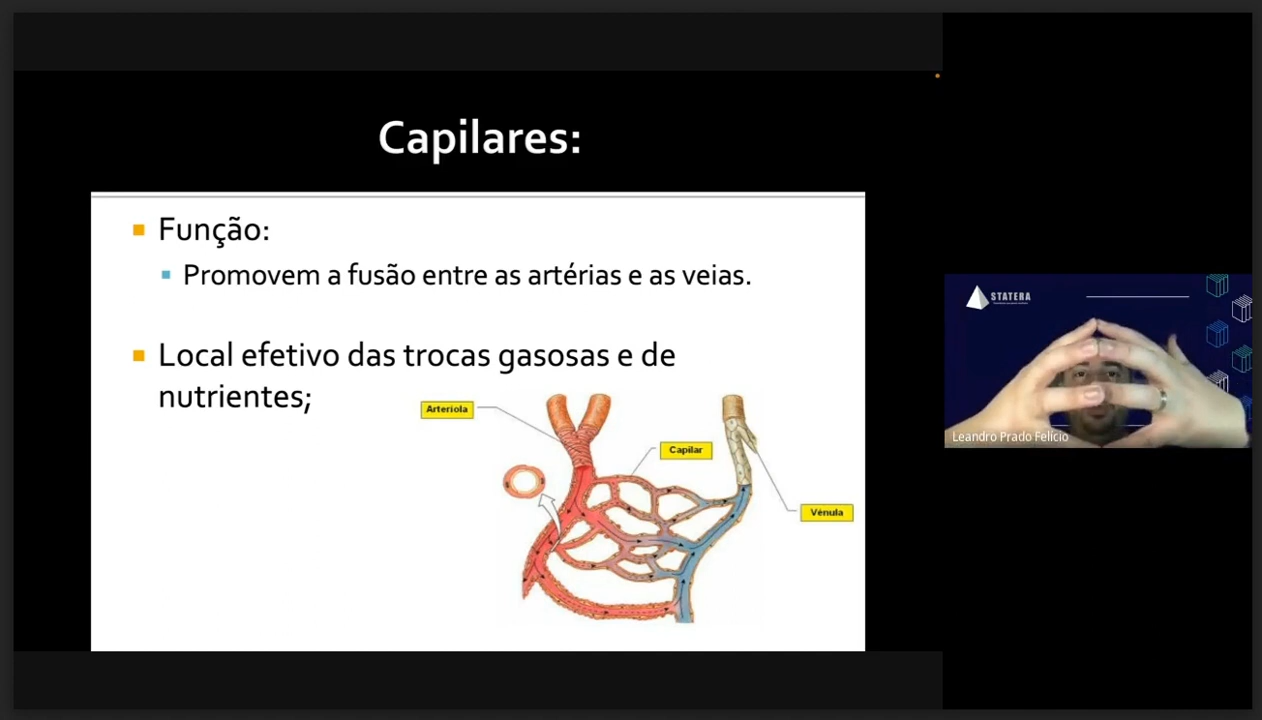 Capilares:
Função:
Promovem a fusão entre as artérias e as veias.
Local efetivo das trocas gasosas e de
nutrientes;
Arteríola
Capilar
Vênula
STATERA
Leandro Prado Felício